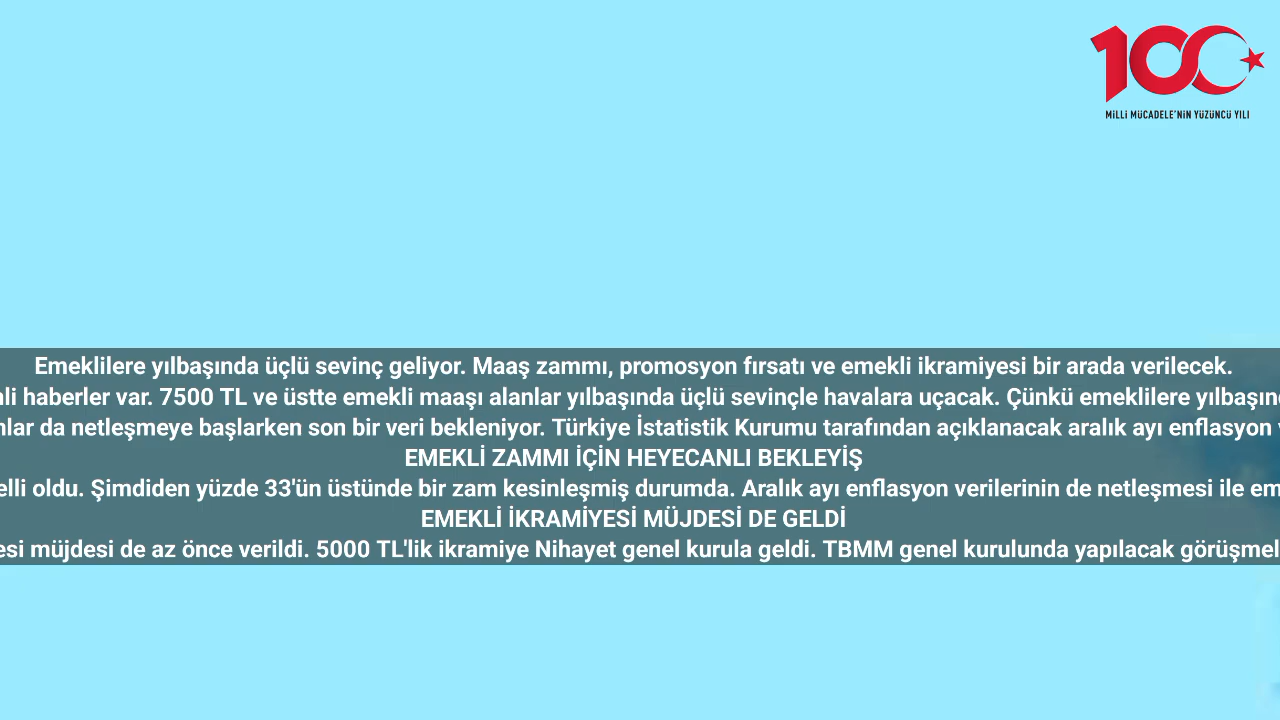 100
MİLLİ MÜCADELE'NİN YÜZÜNCÜ YILI
Emeklilere yılbaşında üçlü sevinç geliyor. Maaş zammı, promosyon fırsatı ve emekli ikramiyesi bir arada verilecek.
haberler var. 7500 TL ve üstte emekli maaşı alanlar yılbaşında üçlü sevinçle havalara uçacak. Çünkü emeklilere
da netleşmeye başlarken son bir veri bekleniyor. Türkiye İstatistik Kurumu tarafından açıklanacak aralık ayı enflasyon
EMEKLİ ZAMMI İÇİN HEYECANLI BEKLEYİŞ
oldu. Şimdiden yüzde 33'ün üstünde bir zam kesinleşmiş durumda. Aralık ayı enflasyon verilerinin de netleşmesi ile
EMEKLİ İKRAMİYESİ MÜJDESİ DE GELDİ
müjdesi de az önce verildi. 5000 TL'lik ikramiye Nihayet genel kurula geldi. TBMM genel kurulunda yapılacak